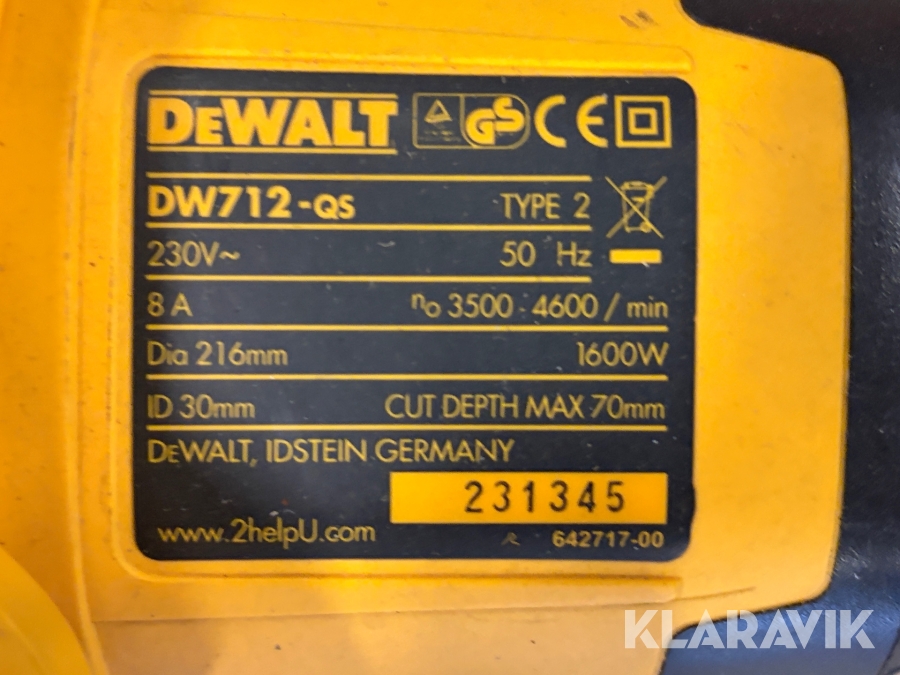 DEWALT GS CE
DW712-QS TYPE 2
230V~ 50 Hz
8 A n₀ 3500 - 4600 / min
Dia 216mm 1600W
ID 30mm CUT DEPTH MAX 70mm
DEWALT, IDSTEIN GERMANY
231345
www.2helpU.com 642717-00
KLARAVIK